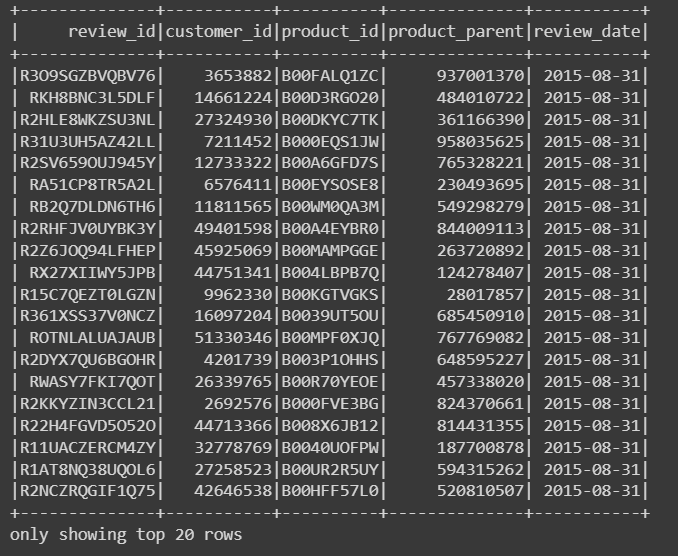 +--------------+-----------+----------+--------------+-----------+
|     review_id|customer_id|product_id|product_parent|review_date|
+--------------+-----------+----------+--------------+-----------+
|R3O9SGZBVQBV76|    3653882|B00FALQ1ZC|     937001370| 2015-08-31|
| RKH8BNC3L5DLF|   14661224|B00D3RGO20|     484010722| 2015-08-31|
|R2HLE8WKZSU3NL|   27324930|B00DKYC7TK|     361166390| 2015-08-31|
|R31U3UH5AZ42LL|    7211452|B000EQS1JW|     958035625| 2015-08-31|
|R2SV659OUJ945Y|   12733322|B00A6GFD7S|     765328221| 2015-08-31|
| RA51CP8TR5A2L|    6576411|B00EYSOSE8|     230493695| 2015-08-31|
| RB2Q7DLDN6TH6|   11811565|B00WM0QA3M|     549298279| 2015-08-31|
|R2RHFJV0UYBK3Y|   49401598|B00A4EYBR0|     844009113| 2015-08-31|
|R2Z6JOQ94LFHEP|   45925069|B00MAMPGGE|     263720892| 2015-08-31|
| RX27XIIWY5JPB|   44751341|B004LBPB7Q|     124278407| 2015-08-31|
|R15C7QEZT0LGZN|    9962330|B00KGTVGKS|      28017857| 2015-08-31|
|R361XSS37V0NCZ|   16097204|B0039UT5OU|     685450910| 2015-08-31|
| ROTNLALUAJAUB|   51330346|B00MPF0XJQ|     767769082| 2015-08-31|
|R2DYX7QU6BGOHR|    4201739|B003P1OHHS|     648595227| 2015-08-31|
| RWASY7FKI7QOT|   26339765|B00R70YEOE|     457338020| 2015-08-31|
|R2KKYZIN3CCL21|    2692576|B000FVE3BG|     824370661| 2015-08-31|
|R22H4FGVD5O52O|   44713366|B008X6JB12|     814431355| 2015-08-31|
|R11UACZERCM4ZY|   32778769|B0040UOFPW|     187700878| 2015-08-31|
|R1AT8NQ38UQOL6|   27258523|B00UR2R5UY|     594315262| 2015-08-31|
|R2NCZRQGIF1Q75|   42646538|B00HFF57L0|     520810507| 2015-08-31|
+--------------+-----------+----------+--------------+-----------+
only showing top 20 rows